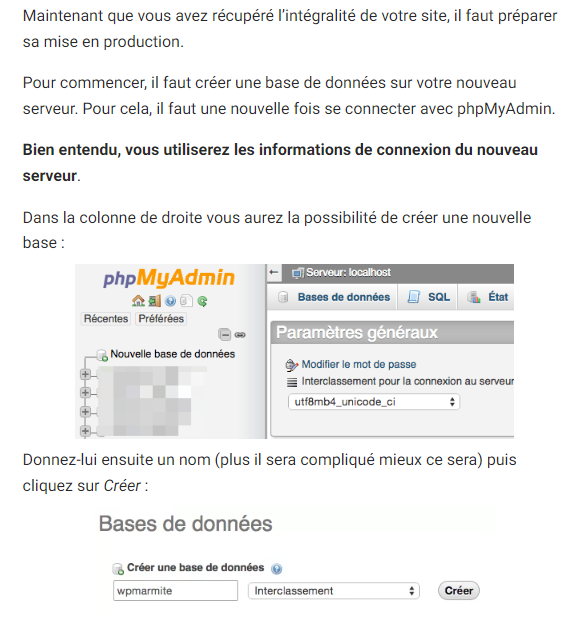 Maintenant que vous avez récupéré l'intégralité de votre site, il faut préparer
sa mise en production.
Pour commencer, il faut créer une base de données sur votre nouveau
serveur. Pour cela, il faut une nouvelle fois se connecter avec phpMyAdmin.
Bien entendu, vous utiliserez les informations de connexion du nouveau
serveur.
Dans la colonne de droite vous aurez la possibilité de créer une nouvelle
base :
phpMyAdmin
Récentes Préférées
Nouvelle base de données
Serveur: localhost
Bases de données SQL État
Paramètres généraux
Modifier le mot de passe
Interclassement pour la connexion au serveur
utf8mb4_unicode_ci
Donnez-lui ensuite un nom (plus il sera compliqué mieux ce sera) puis
cliquez sur Créer :
Bases de données
Créer une base de données
wpmarmite Interclassement Créer